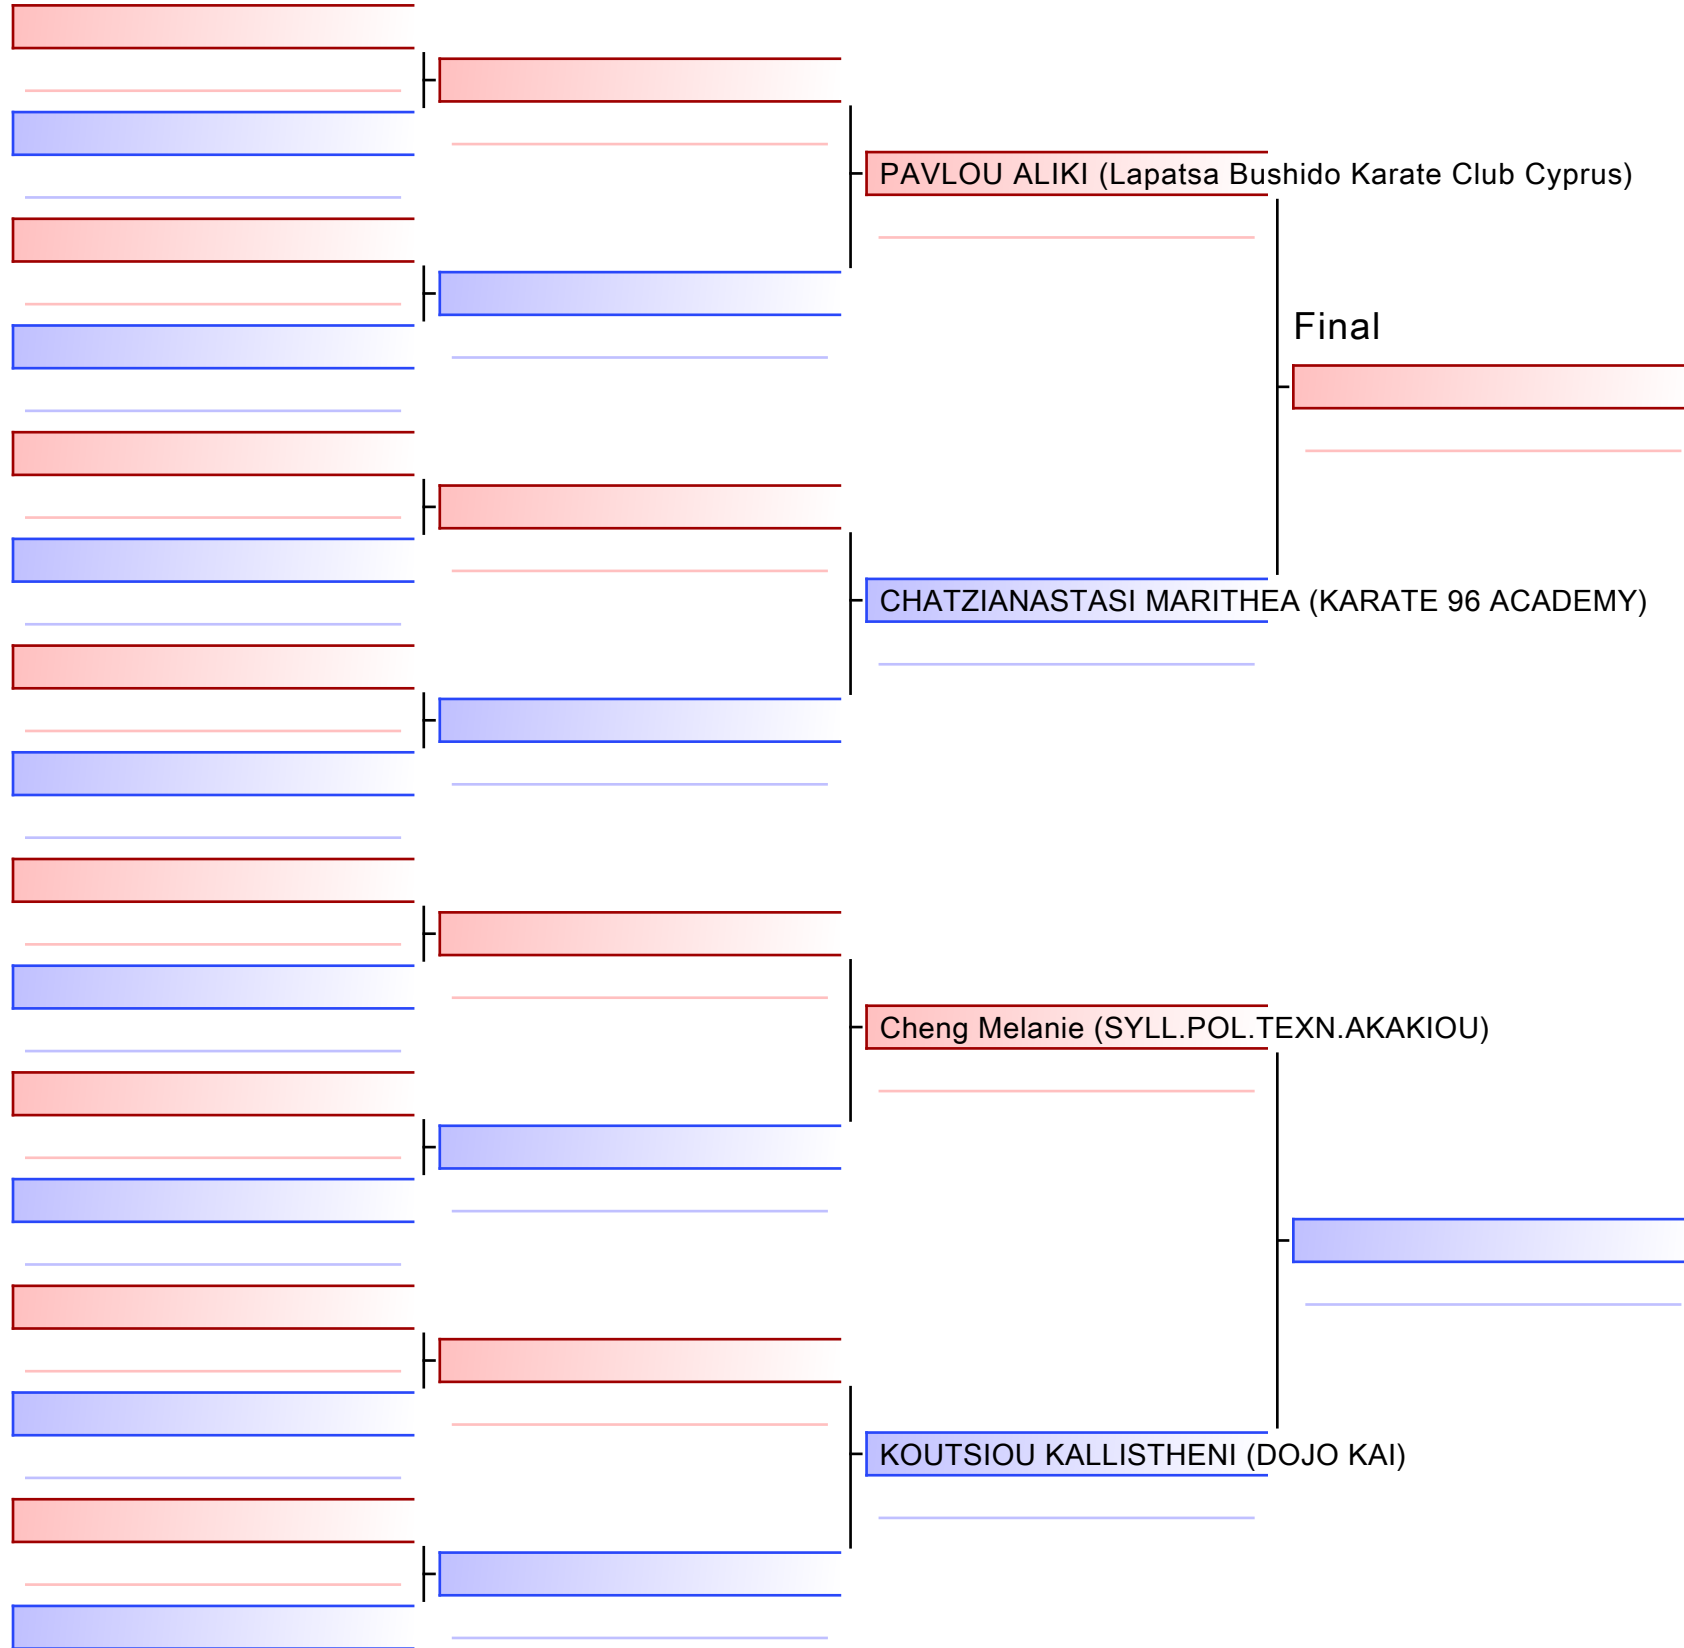 PAVLOU ALIKI (Lapatsa Bushido Karate Club Cyprus)
Final
CHATZIANASTASI MARITHEA (KARATE 96 ACADEMY)
Cheng Melanie (SYLL.POL.TEXN.AKAKIOU)
KOUTSIOU KALLISTHENI (DOJO KAI)